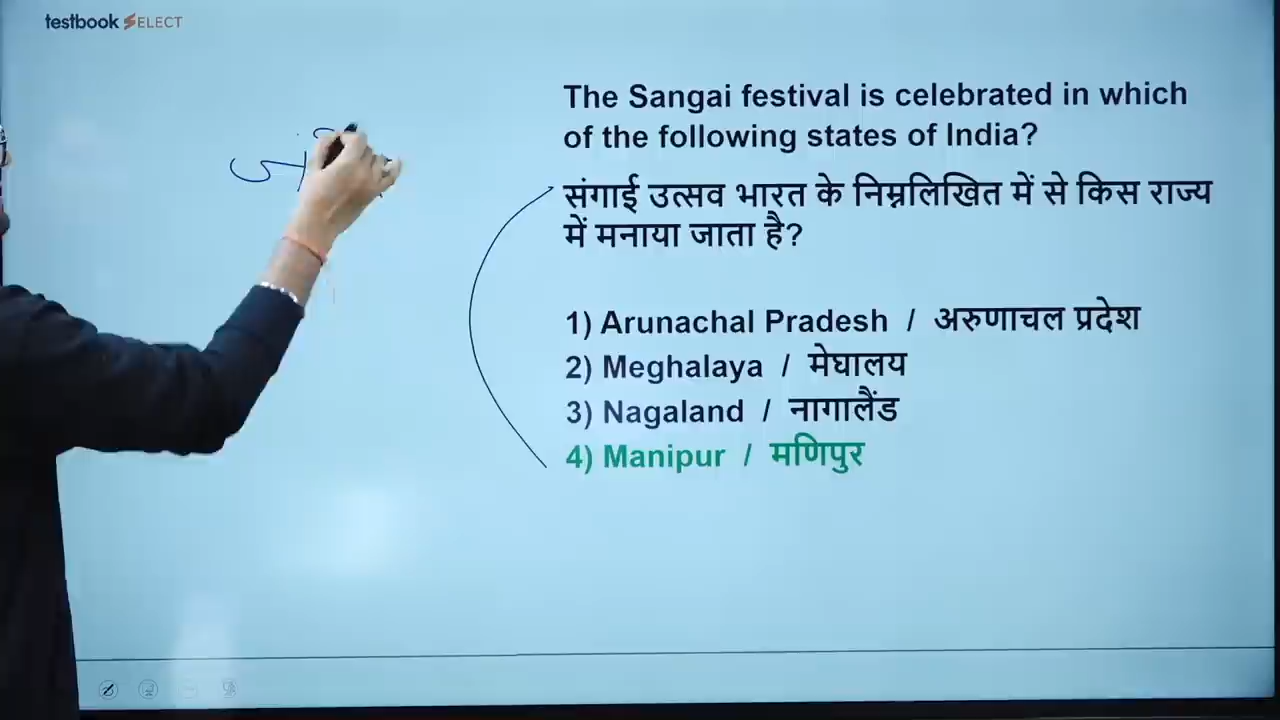 testbook SELECT
The Sangai festival is celebrated in which
of the following states of India?
संगाई उत्सव भारत के निम्नलिखित में से किस राज्य
में मनाया जाता है?
1) Arunachal Pradesh / अरुणाचल प्रदेश
2) Meghalaya / मेघालय
3) Nagaland / नागालैंड
4) Manipur / मणिपुर